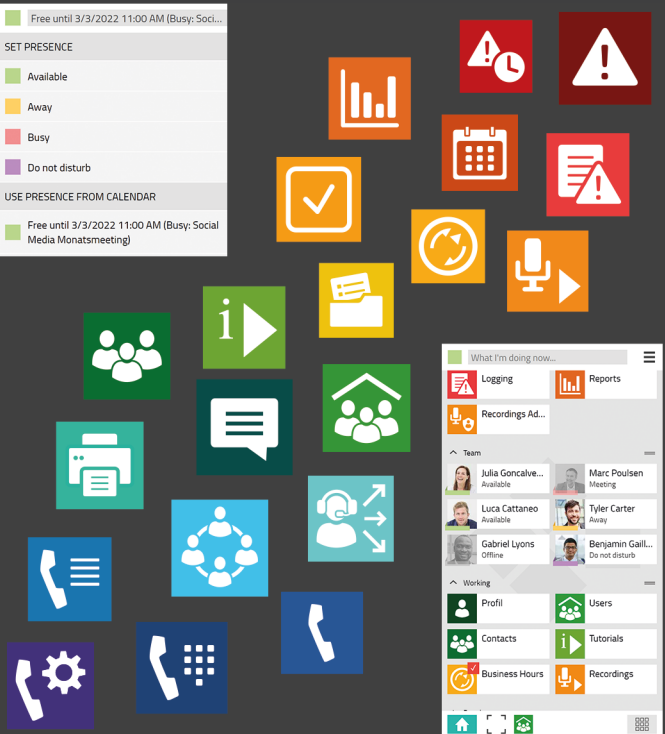 Free until 3/3/2022 11:00 AM (Busy: Soci...
SET PRESENCE
Available
Away
Busy
Do not disturb
USE PRESENCE FROM CALENDAR
Free until 3/3/2022 11:00 AM (Busy: Social
Media Monatsmeeting)
i
What I'm doing now...
Logging
Reports
Recordings Ad...
Team
Julia Goncalve...
Available
Marc Poulsen
Meeting
Luca Cattaneo
Available
Tyler Carter
Away
Gabriel Lyons
Offline
Benjamin Gaill...
Do not disturb
Working
Profil
Users
Contacts
i
Tutorials
Business Hours
Recordings